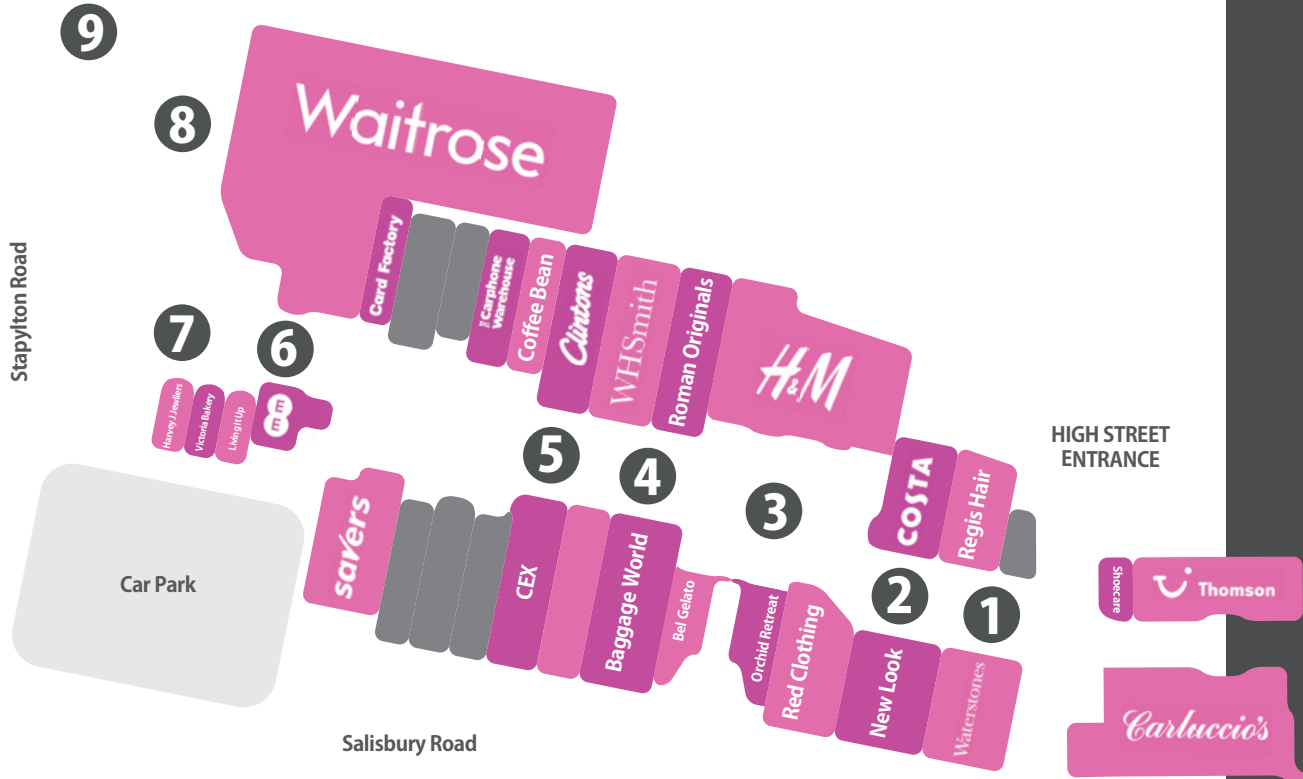 9
8
Waitrose
Stapylton Road
Card Factory
THE Carphone
Warehouse
Coffee Bean
Clintons
WHSmith
Roman Originals
H&M
7
6
Harvey J Jewllers
Victoria Bakery
Living It Up
EE
5
4
3
COSTA
Regis Hair
HIGH STREET
ENTRANCE
Car Park
savers
CEX
Baggage World
Bel Gelato
Orchid Retreat
Red Clothing
2
New Look
1
Waterstones
Shoecare
Thomson
Carluccio's
Salisbury Road